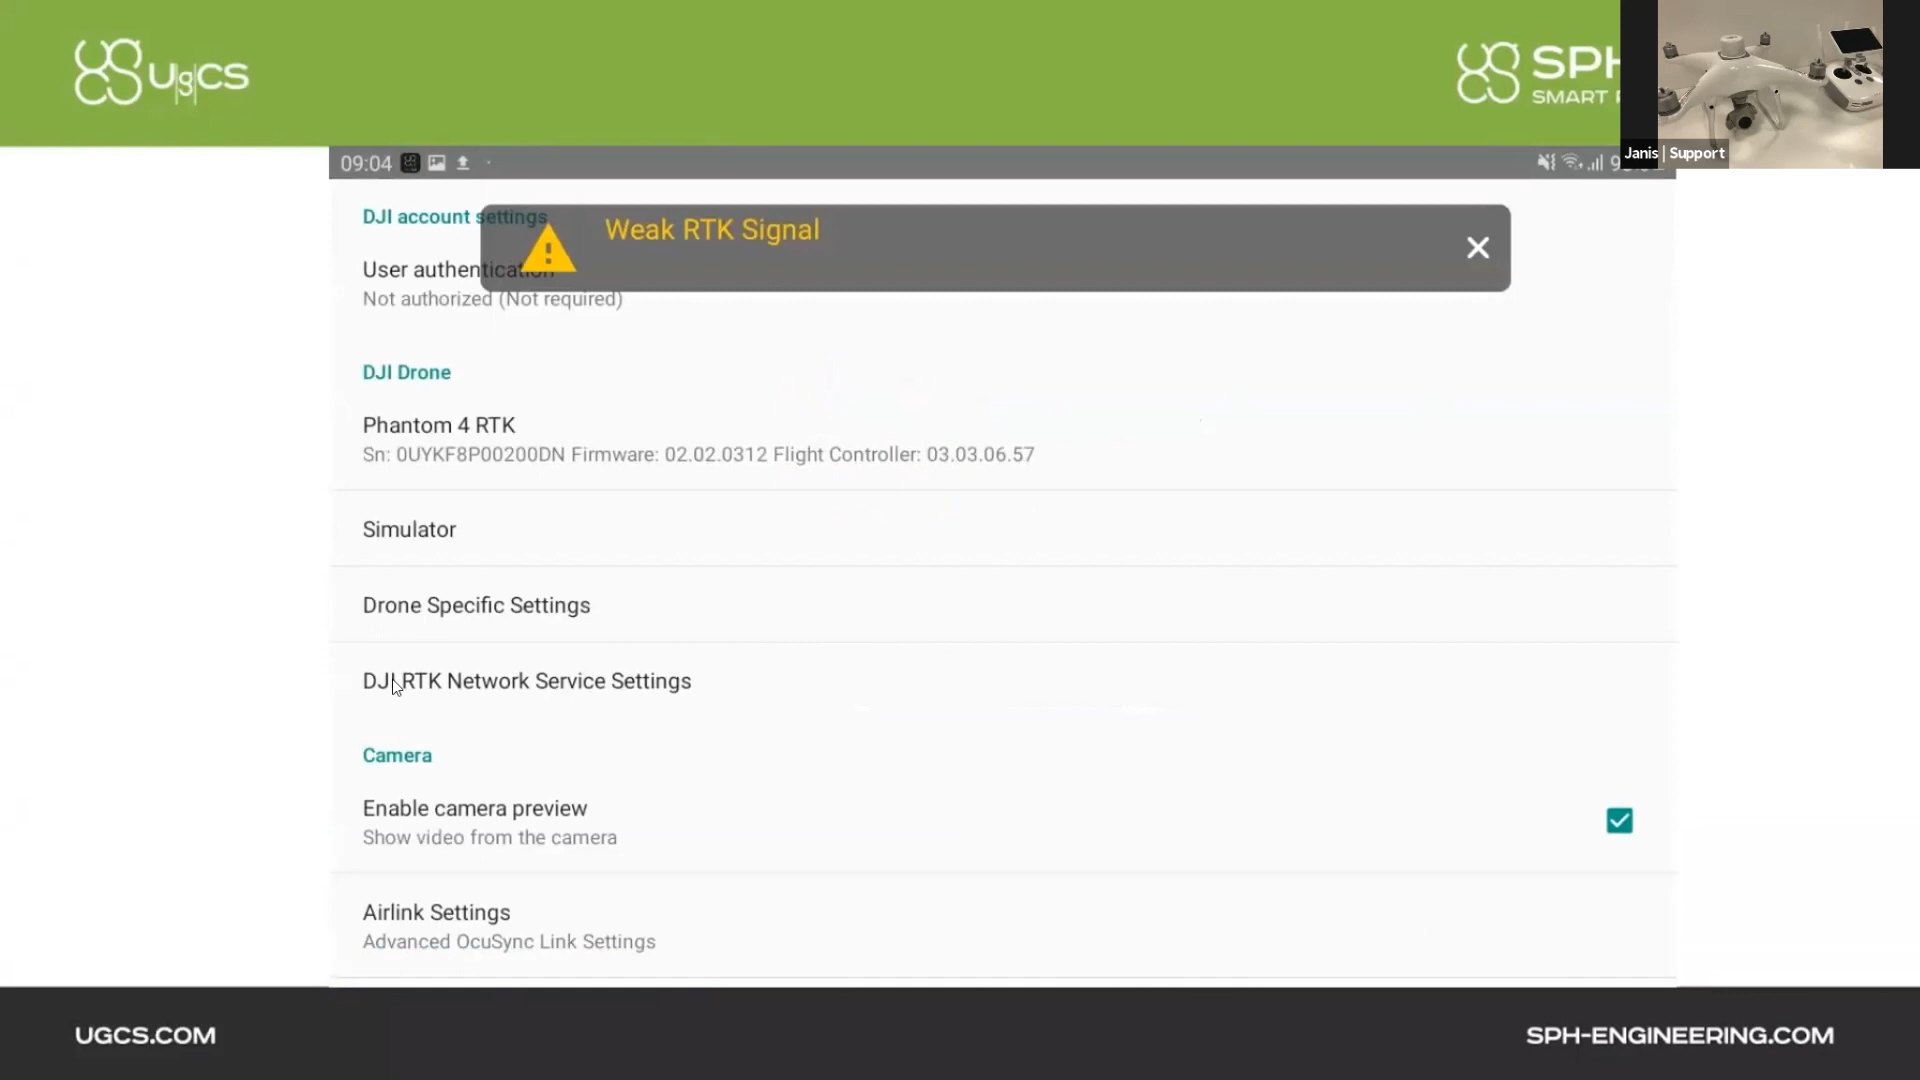 UgCS
SPH
SMART
Janis | Support
09:04
DJI account settings
Weak RTK Signal
User authentication
Not authorized (Not required)
DJI Drone
Phantom 4 RTK
Sn: 0UYKF8P00200DN Firmware: 02.02.0312 Flight Controller: 03.03.06.57
Simulator
Drone Specific Settings
DJI RTK Network Service Settings
Camera
Enable camera preview
Show video from the camera
Airlink Settings
Advanced OcuSync Link Settings
UGCS.COM
SPH-ENGINEERING.COM